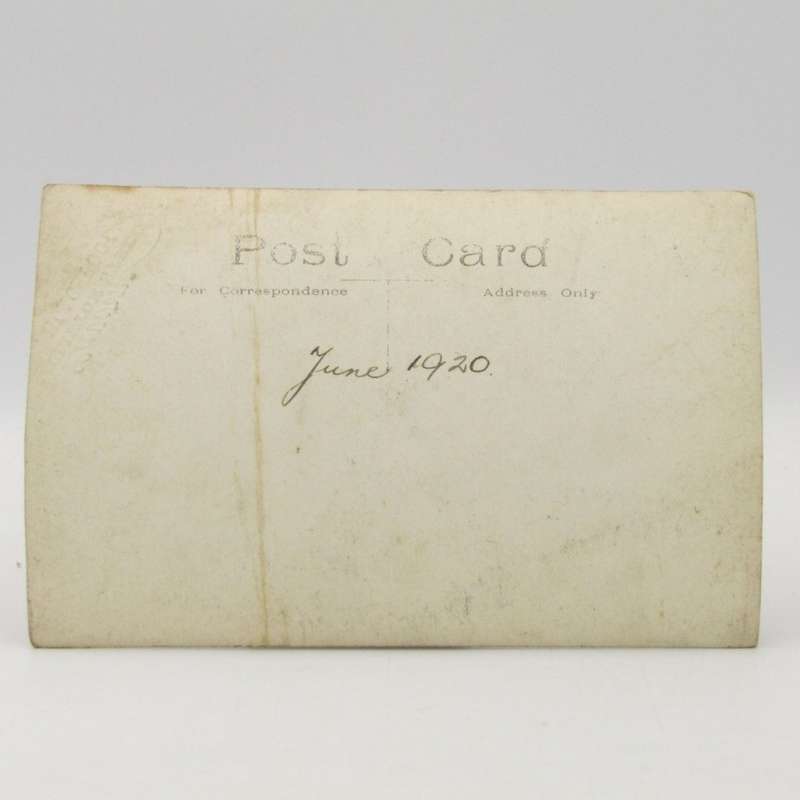 Post Card
For Correspondence Address Only
June 1920.